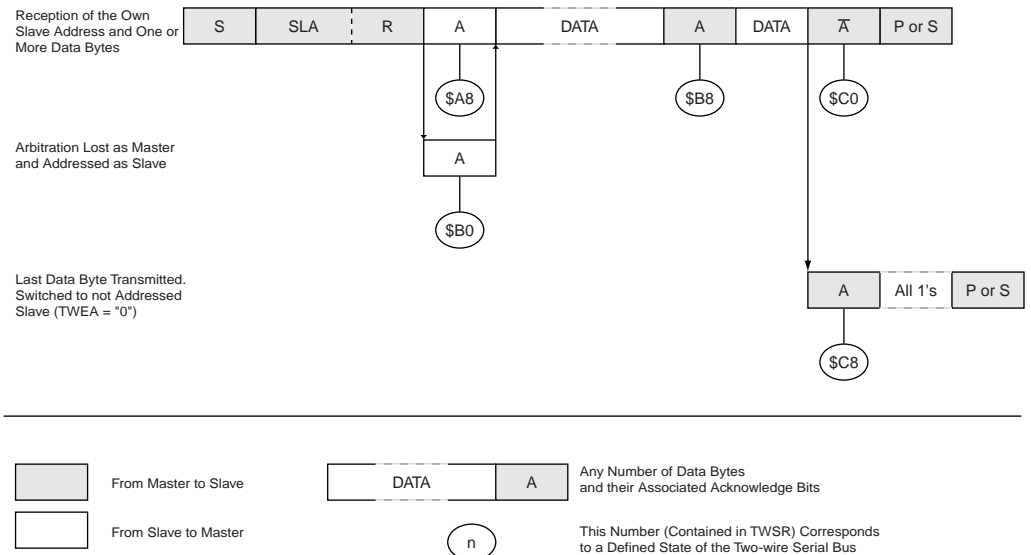 Reception of the Own
Slave Address and One or
More Data Bytes
S SLA R A DATA A DATA A̅ P or S
$A8 $B8 $C0
Arbitration Lost as Master
and Addressed as Slave
A
$B0
Last Data Byte Transmitted.
Switched to not Addressed
Slave (TWEA = "0")
A All 1's P or S
$C8
From Master to Slave
DATA A
Any Number of Data Bytes
and their Associated Acknowledge Bits
From Slave to Master
n
This Number (Contained in TWSR) Corresponds
to a Defined State of the Two-wire Serial Bus